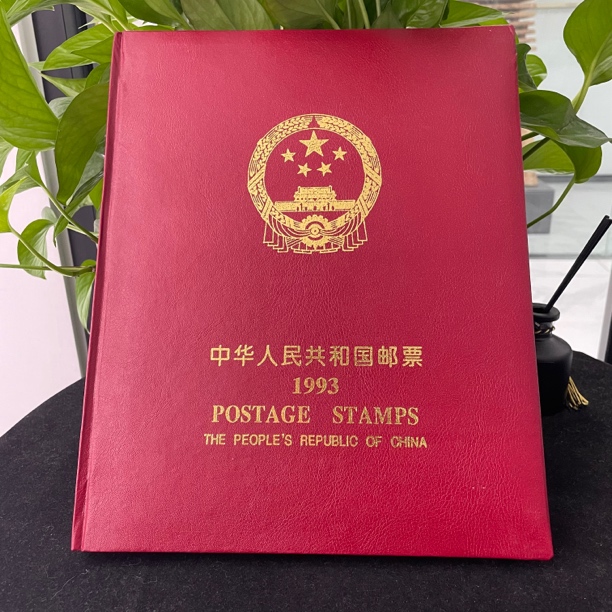 中华人民共和国邮票
1993
POSTAGE STAMPS
THE PEOPLE'S REPUBLIC OF CHINA